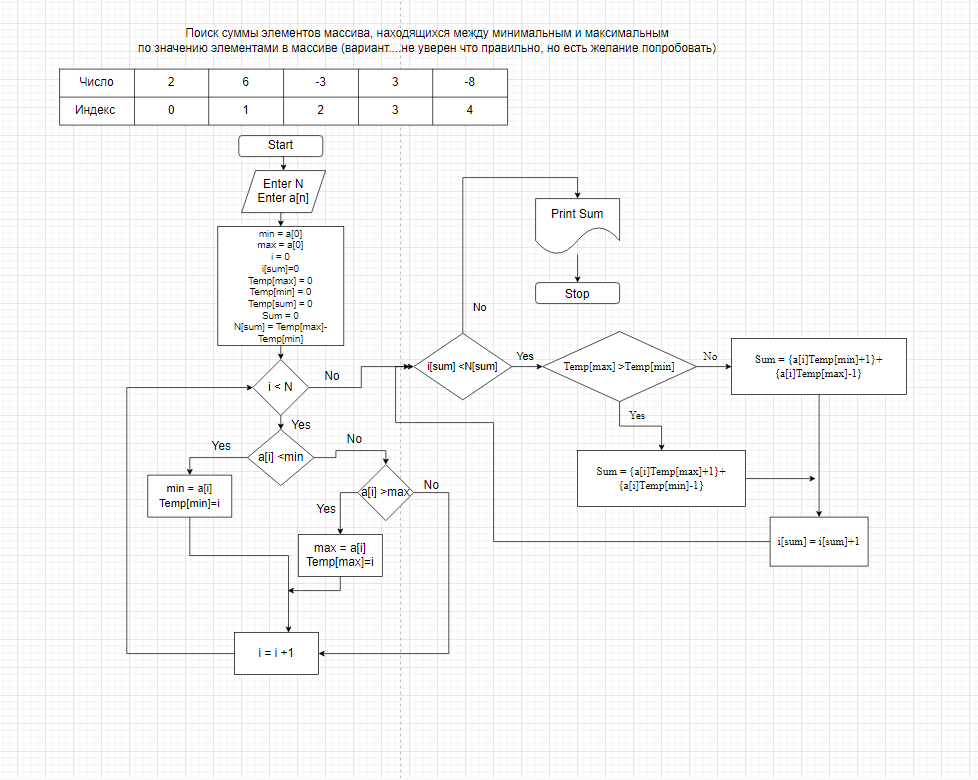 Поиск суммы элементов массива, находящихся между минимальным и максимальным
по значению элементами в массиве (вариант....не уверен что правильно, но есть желание попробовать)
Число 2 6 -3 3 -8
Индекс 0 1 2 3 4
Start
Enter N
Enter a[n]
min = a[0]
max = a[0]
i = 0
i[sum]=0
Temp[max] = 0
Temp[min] = 0
Temp[sum] = 0
Sum = 0
N[sum] = Temp[max]-
Temp[min]
i < N
No
Yes
a[i] <min
Yes
No
min = a[i]
Temp[min]=i
a[i] >max
No
Yes
max = a[i]
Temp[max]=i
i = i +1
Print Sum
Stop
No
i[sum] <N[sum]
Yes
Temp[max] >Temp[min]
No
Sum = {a[i]Temp[min]+1}+
{a[i]Temp[max]-1}
Yes
Sum = {a[i]Temp[max]+1}+
{a[i]Temp[min]-1}
i[sum] = i[sum]+1